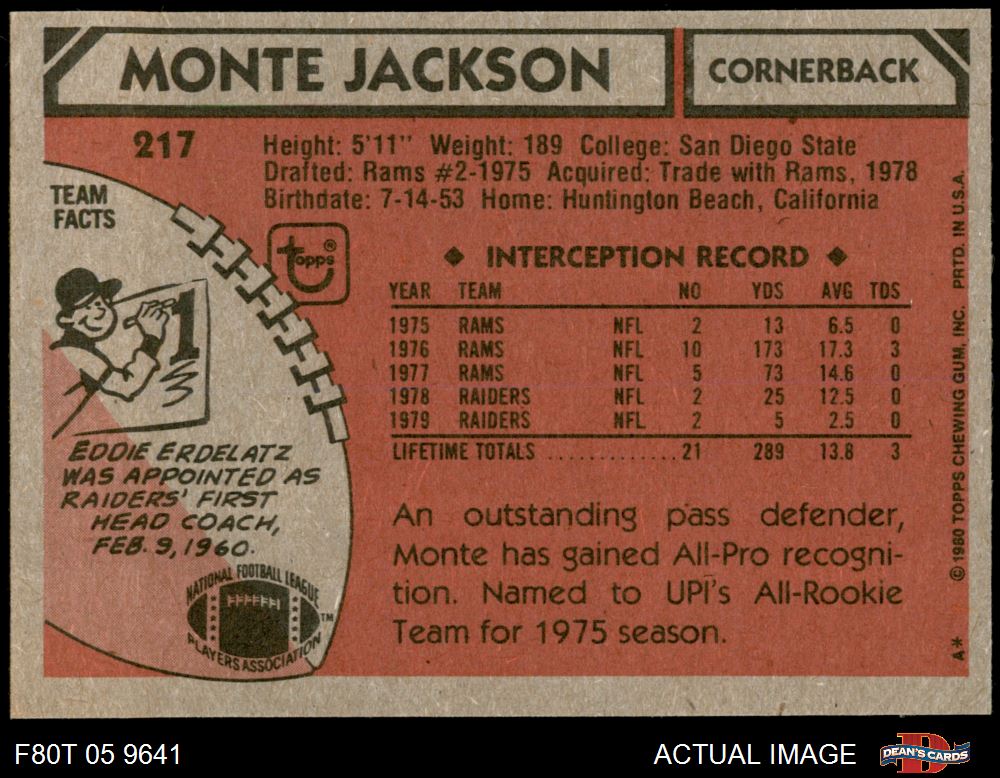 MONTE JACKSON
CORNERBACK
217
Height: 5'11" Weight: 189 College: San Diego State
Drafted: Rams #2-1975 Acquired: Trade with Rams, 1978
Birthdate: 7-14-53 Home: Huntington Beach, California
TEAM
FACTS
topps®
1
EDDIE ERDELATZ
WAS APPOINTED AS
RAIDERS' FIRST
HEAD COACH,
FEB. 9, 1960.
NATIONAL FOOTBALL LEAGUE
PLAYERS ASSOCIATION
TM
◆ INTERCEPTION RECORD ◆
YEAR TEAM NO YDS AVG TDS
1975 RAMS NFL 2 13 6.5 0
1976 RAMS NFL 10 173 17.3 3
1977 RAMS NFL 5 73 14.6 0
1978 RAIDERS NFL 2 25 12.5 0
1979 RAIDERS NFL 2 5 2.5 0
LIFETIME TOTALS .............. 21 289 13.8 3
An outstanding pass defender,
Monte has gained All-Pro recogni-
tion. Named to UPI's All-Rookie
Team for 1975 season.
A* © 1980 TOPPS CHEWING GUM, INC. PRTD. IN U.S.A.
F80T 05 9641
ACTUAL IMAGE
DEAN'S CARDS